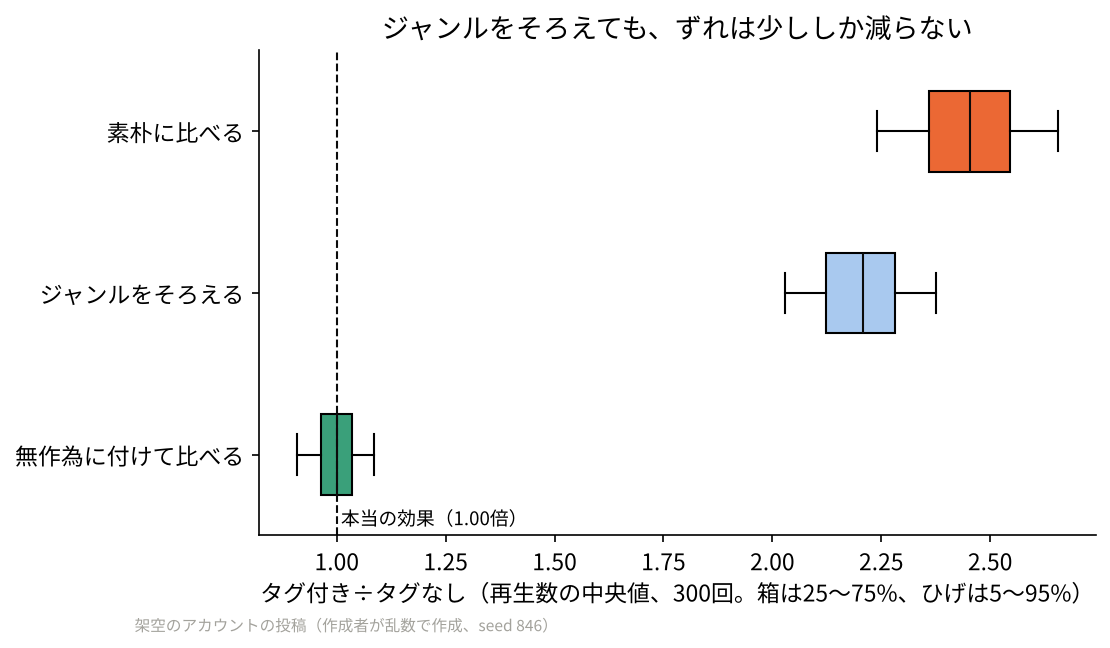 ジャンルをそろえても、ずれは少ししか減らない
素朴に比べる
ジャンルをそろえる
無作為に付けて比べる
本当の効果（1.00倍）
1.00 1.25 1.50 1.75 2.00 2.25 2.50
タグ付き÷タグなし（再生数の中央値、300回。箱は25〜75%、ひげは5〜95%）
架空のアカウントの投稿（作成者が乱数で作成、seed 846）